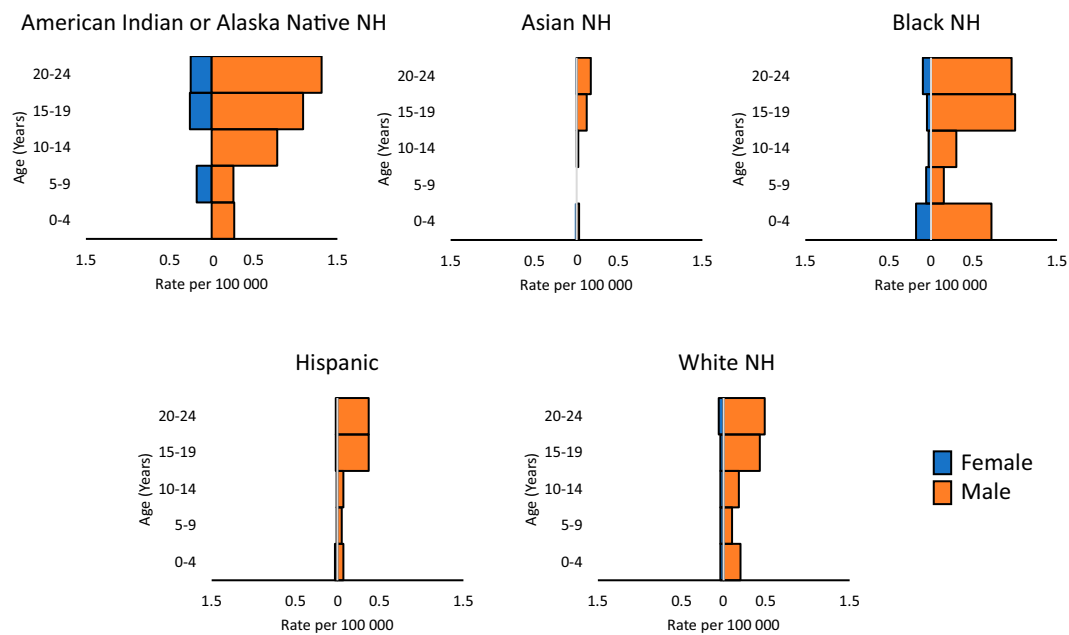 American Indian or Alaska Native NH
Age (Years)
20-24
15-19
10-14
5-9
0-4
1.5 0.5 0 0.5 1.5
Rate per 100 000
Asian NH
Age (Years)
20-24
15-19
10-14
5-9
0-4
1.5 0.5 0 0.5 1.5
Rate per 100 000
Black NH
Age (Years)
20-24
15-19
10-14
5-9
0-4
1.5 0.5 0 0.5 1.5
Rate per 100 000
Hispanic
Age (Years)
20-24
15-19
10-14
5-9
0-4
1.5 0.5 0 0.5 1.5
Rate per 100 000
White NH
Age (Years)
20-24
15-19
10-14
5-9
0-4
1.5 0.5 0 0.5 1.5
Rate per 100 000
Female
Male